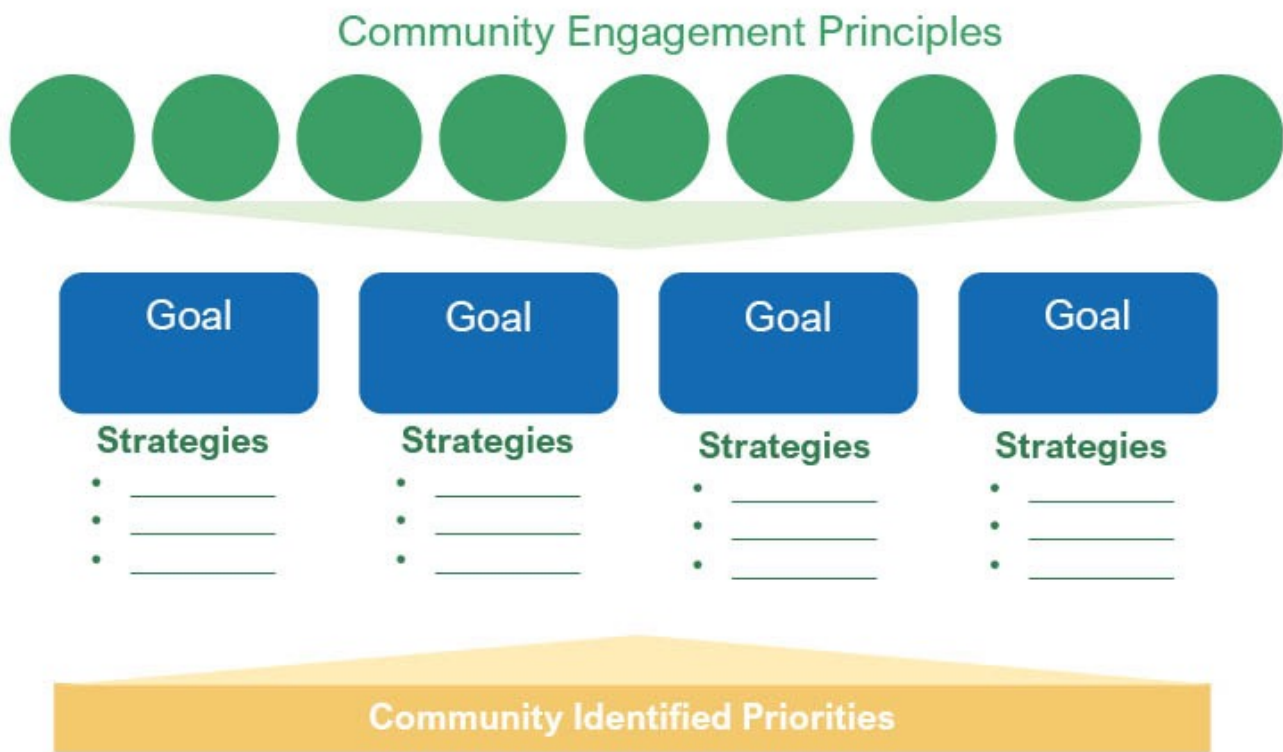 Community Engagement Principles
Goal
Goal
Goal
Goal
Strategies
Strategies
Strategies
Strategies
Community Identified Priorities